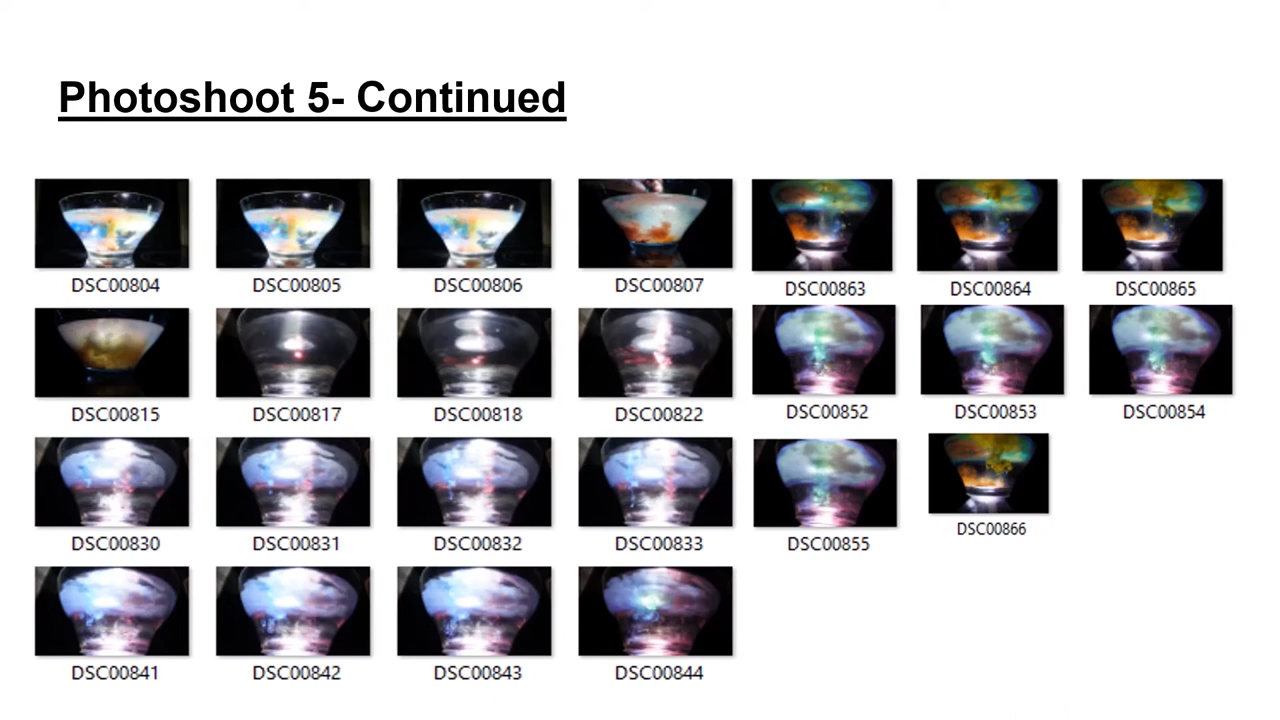 Photoshoot 5- Continued
DSC00804 DSC00805 DSC00806 DSC00807 DSC00863 DSC00864 DSC00865
DSC00815 DSC00817 DSC00818 DSC00822 DSC00852 DSC00853 DSC00854
DSC00830 DSC00831 DSC00832 DSC00833 DSC00855 DSC00866
DSC00841 DSC00842 DSC00843 DSC00844